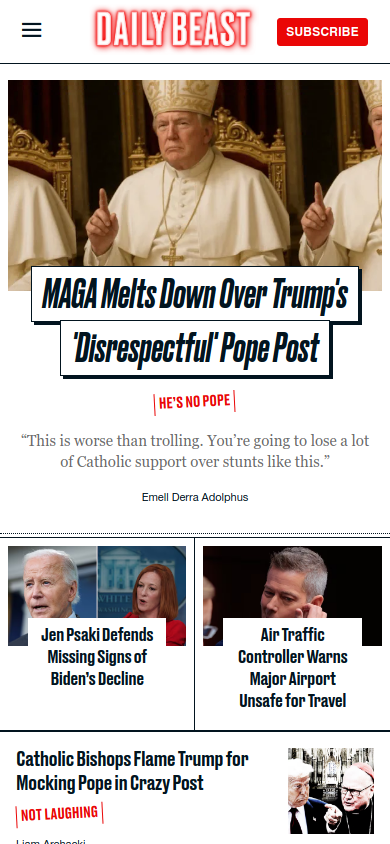 DAILY BEAST
SUBSCRIBE
MAGA Melts Down Over Trump's
'Disrespectful' Pope Post
HE'S NO POPE
“This is worse than trolling. You’re going to lose a lot
of Catholic support over stunts like this.”
Emell Derra Adolphus
WHITE
Jen Psaki Defends
Missing Signs of
Biden’s Decline
Air Traffic
Controller Warns
Major Airport
Unsafe for Travel
Catholic Bishops Flame Trump for
Mocking Pope in Crazy Post
NOT LAUGHING